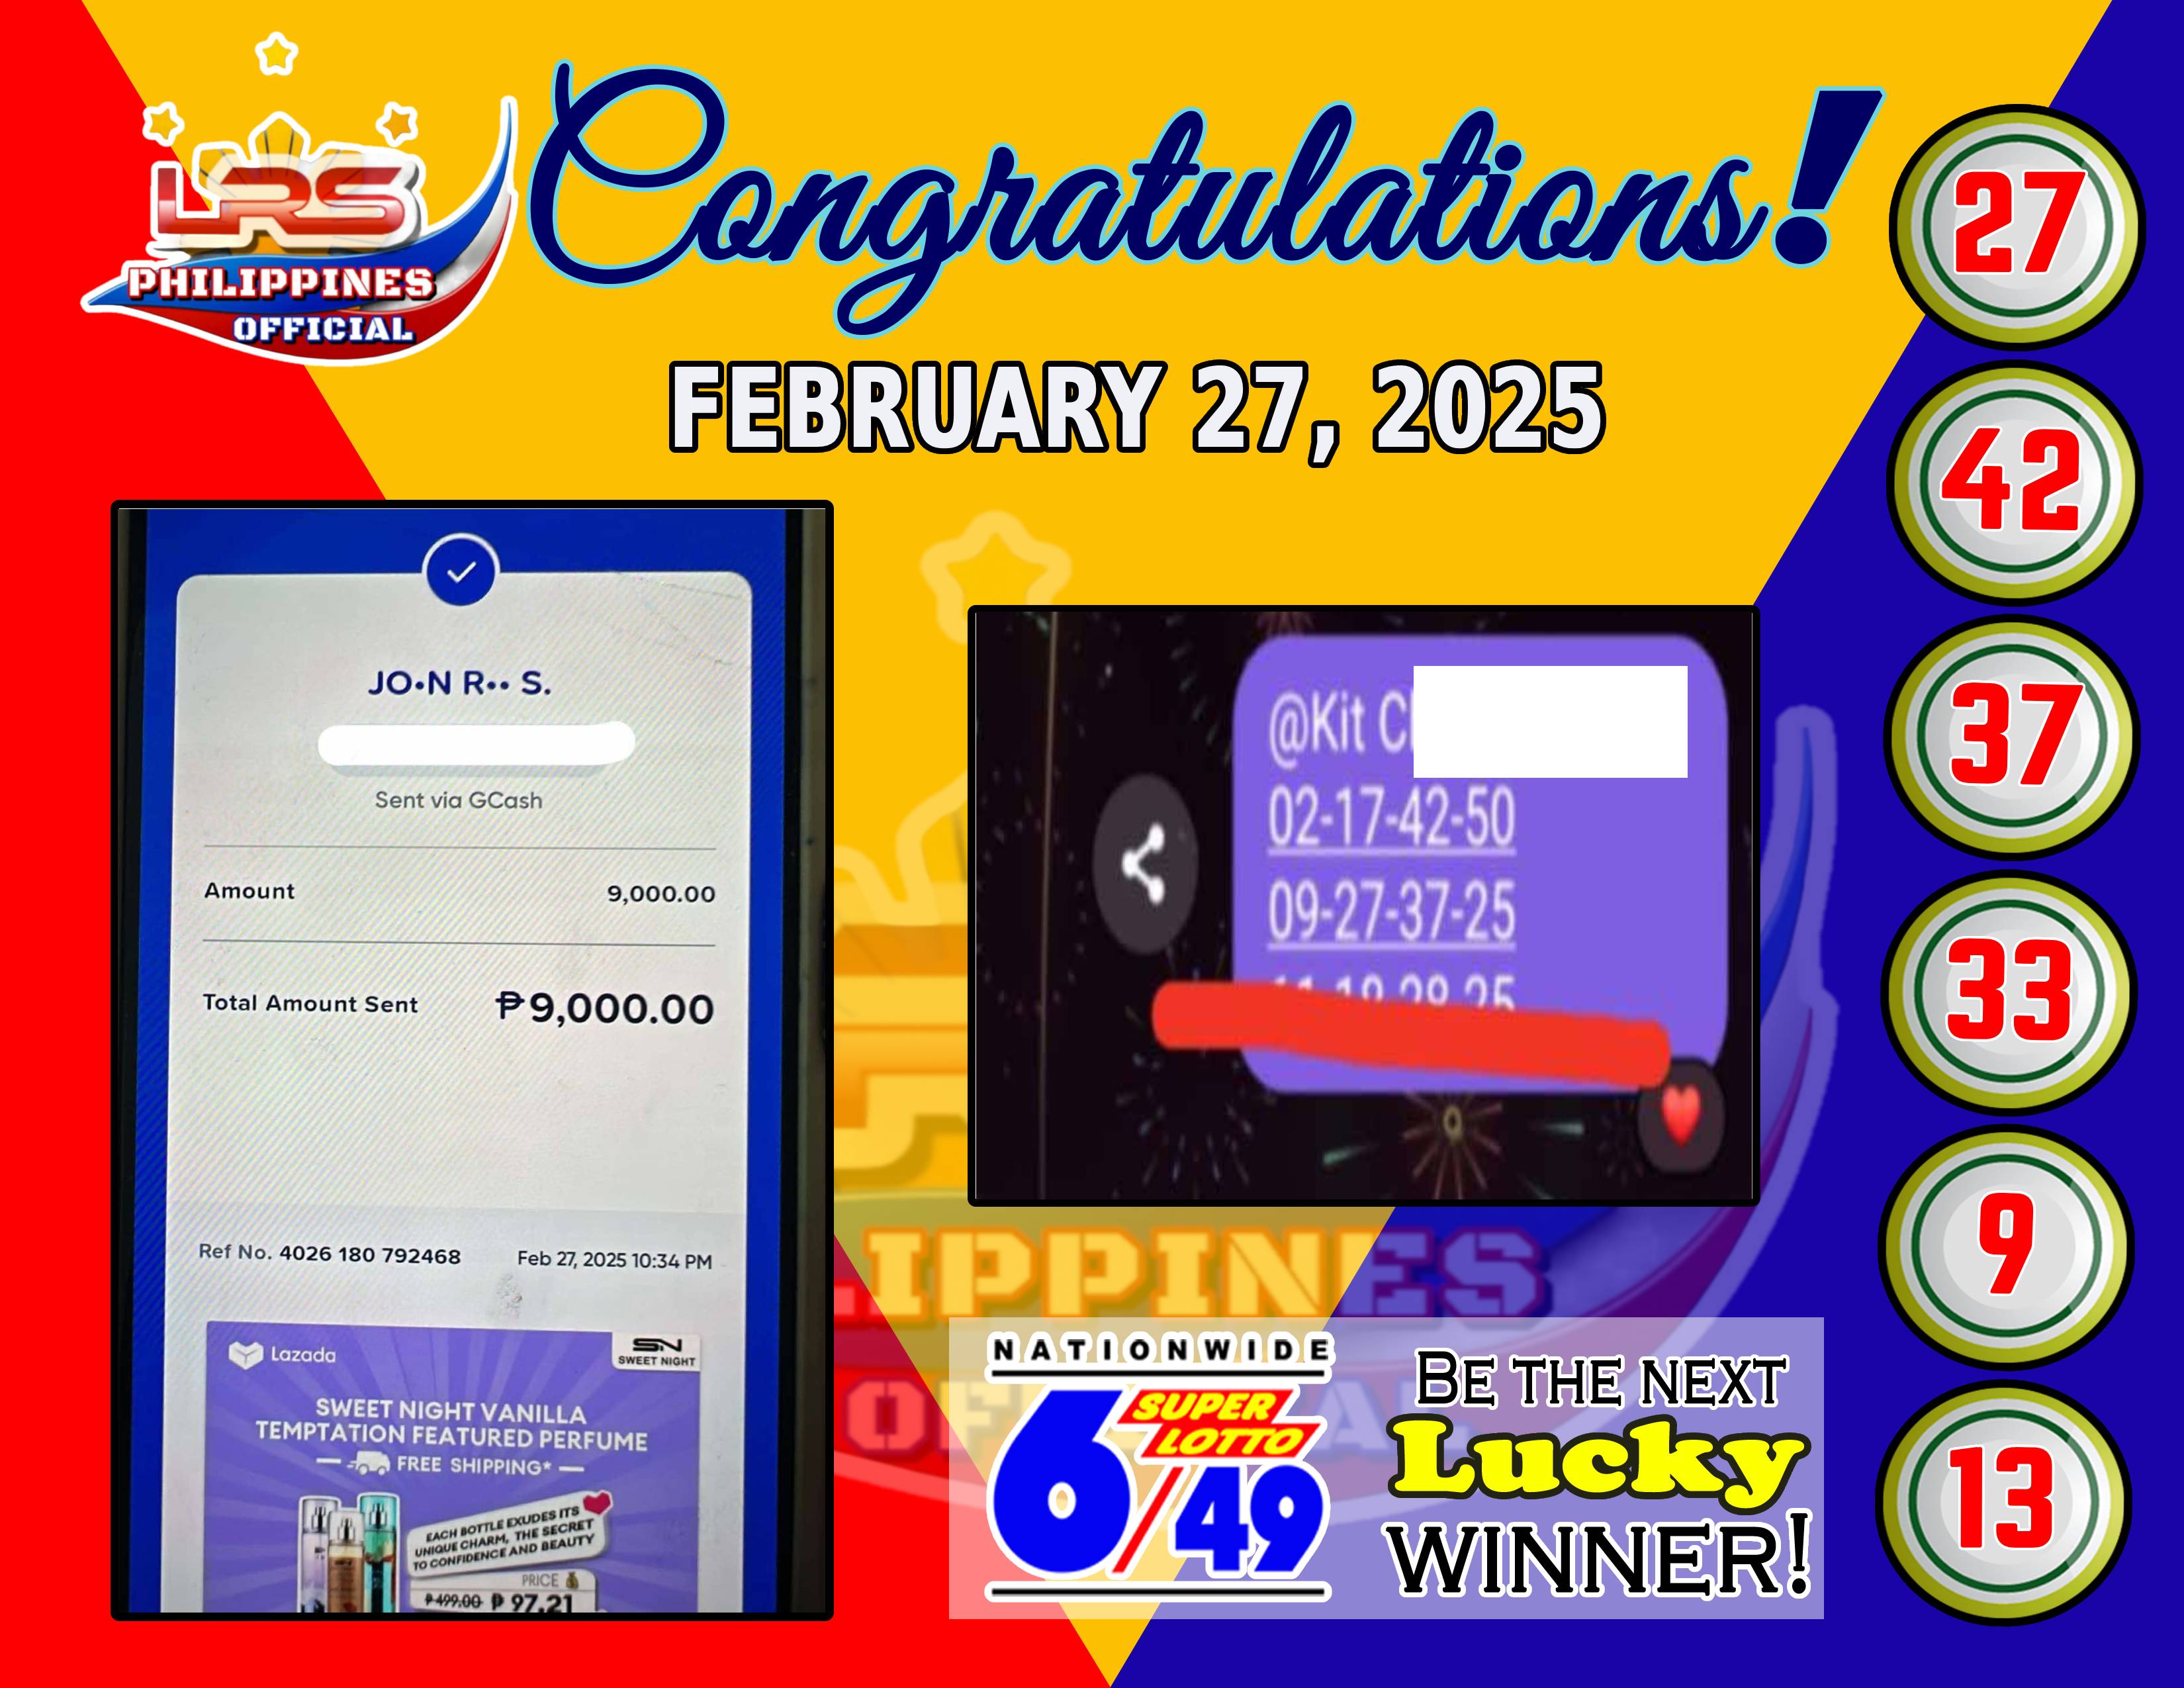 LRS
PHILIPPINES
OFFICIAL
Congratulations!
FEBRUARY 27, 2025
JO•N R•• S.
Sent via GCash
Amount 9,000.00
Total Amount Sent ₱9,000.00
Ref No. 4026 180 792468 Feb 27, 2025 10:34 PM
Lazada
SN
SWEET NIGHT
SWEET NIGHT VANILLA
TEMPTATION FEATURED PERFUME
FREE SHIPPING*
EACH BOTTLE EXUDES ITS
UNIQUE CHARM, THE SECRET
TO CONFIDENCE AND BEAUTY
PRICE
₱499.00 ₱97.21
@Kit
02-17-42-50
09-27-37-25
LIPPINES
NATIONWIDE
SUPER
LOTTO
6/49
BE THE NEXT
Lucky
WINNER!
27
42
37
33
9
13